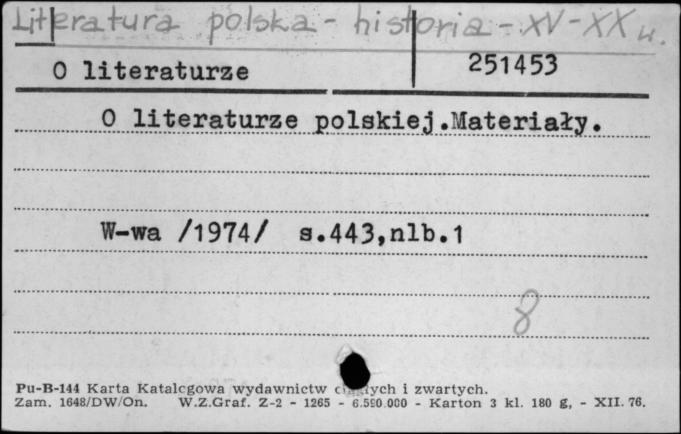 Literatura polska - historia - XV-XX w.
O literaturze 251453
O literaturze polskiej.Materiały.
W-wa /1974/ s.443,nlb.1
8
Pu-B-144 Karta Katalogowa wydawnictw ciągłych i zwartych.
Zam. 1648/DW/On. W.Z.Graf. Z-2 - 1265 - 6.590.000 - Karton 3 kl. 180 g, - XII. 76.